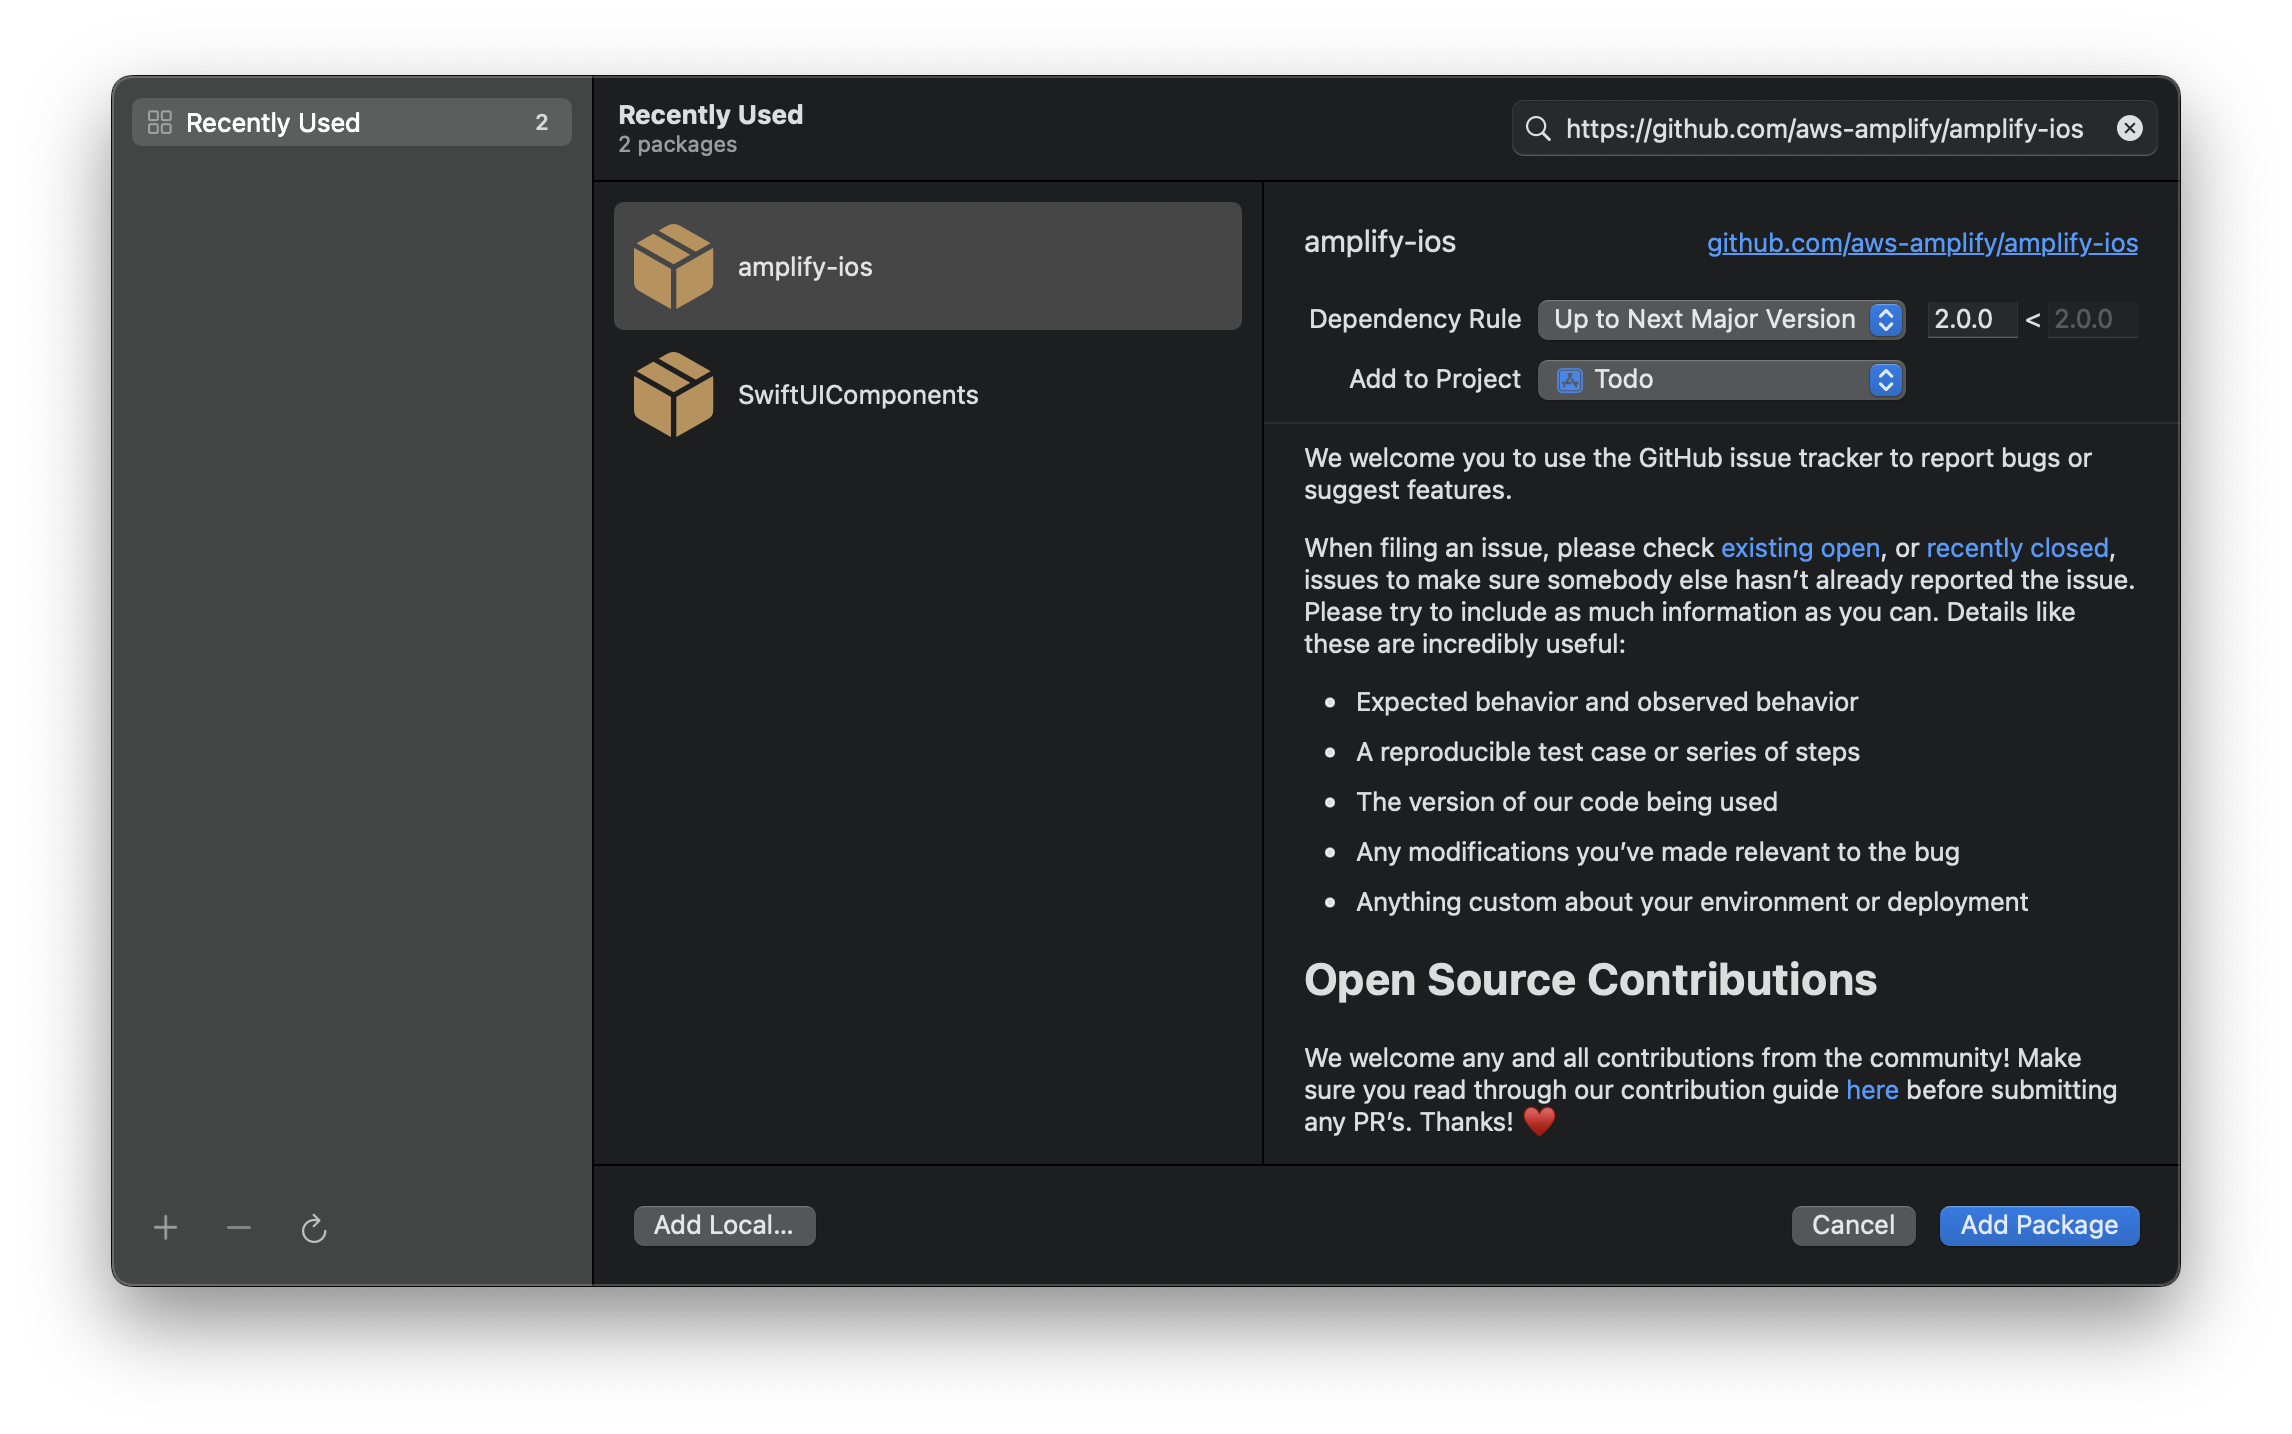 Recently Used 2
Recently Used
2 packages
https://github.com/aws-amplify/amplify-ios
amplify-ios
SwiftUIComponents
amplify-ios
github.com/aws-amplify/amplify-ios
Dependency Rule Up to Next Major Version 2.0.0 < 2.0.0
Add to Project Todo
We welcome you to use the GitHub issue tracker to report bugs or
suggest features.
When filing an issue, please check existing open, or recently closed,
issues to make sure somebody else hasn’t already reported the issue.
Please try to include as much information as you can. Details like
these are incredibly useful:
• Expected behavior and observed behavior
• A reproducible test case or series of steps
• The version of our code being used
• Any modifications you’ve made relevant to the bug
• Anything custom about your environment or deployment
Open Source Contributions
We welcome any and all contributions from the community! Make
sure you read through our contribution guide here before submitting
any PR’s. Thanks! ♥️
Add Local...
Cancel
Add Package